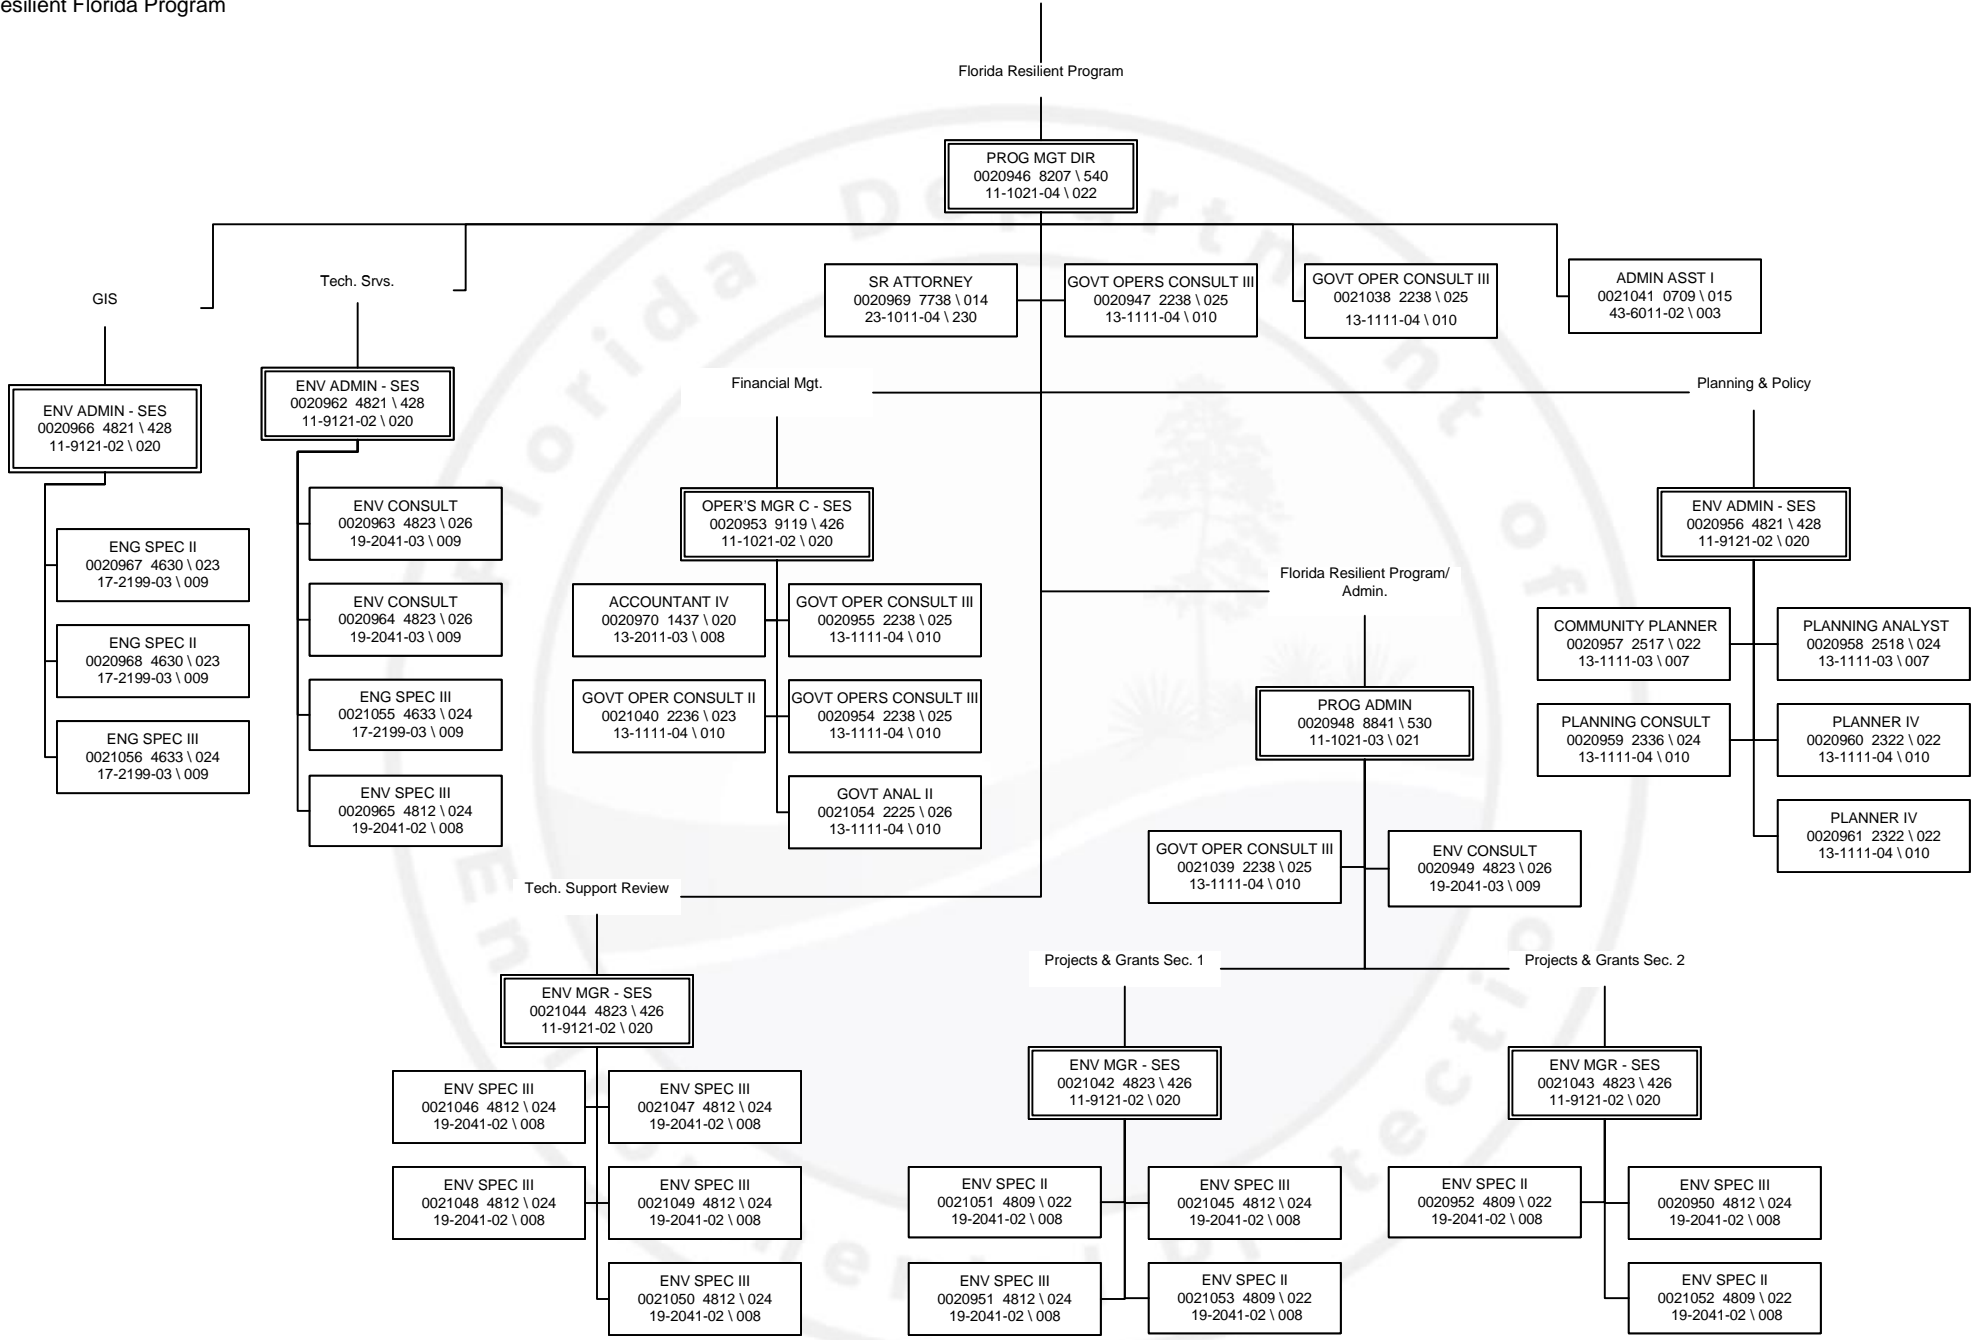 esilient Florida Program
Florida Resilient Program
PROG MGT DIR
0020946 8207 \ 540
11-1021-04 \ 022
GIS
Tech. Srvs.
SR ATTORNEY
0020969 7738 \ 014
23-1011-04 \ 230
GOVT OPERS CONSULT III
0020947 2238 \ 025
13-1111-04 \ 010
GOVT OPER CONSULT III
0021038 2238 \ 025
13-1111-04 \ 010
ADMIN ASST I
0021041 0709 \ 015
43-6011-02 \ 003
ENV ADMIN - SES
0020966 4821 \ 428
11-9121-02 \ 020
ENG SPEC II
0020967 4630 \ 023
17-2199-03 \ 009
ENG SPEC II
0020968 4630 \ 023
17-2199-03 \ 009
ENG SPEC III
0021056 4633 \ 024
17-2199-03 \ 009
ENV ADMIN - SES
0020962 4821 \ 428
11-9121-02 \ 020
ENV CONSULT
0020963 4823 \ 026
19-2041-03 \ 009
ENV CONSULT
0020964 4823 \ 026
19-2041-03 \ 009
ENG SPEC III
0021055 4633 \ 024
17-2199-03 \ 009
ENV SPEC III
0020965 4812 \ 024
19-2041-02 \ 008
Financial Mgt.
OPER'S MGR C - SES
0020953 9119 \ 426
11-1021-02 \ 020
ACCOUNTANT IV
0020970 1437 \ 020
13-2011-03 \ 008
GOVT OPER CONSULT III
0020955 2238 \ 025
13-1111-04 \ 010
GOVT OPER CONSULT II
0021040 2236 \ 023
13-1111-04 \ 010
GOVT OPERS CONSULT III
0020954 2238 \ 025
13-1111-04 \ 010
GOVT ANAL II
0021054 2225 \ 026
13-1111-04 \ 010
Planning & Policy
ENV ADMIN - SES
0020956 4821 \ 428
11-9121-02 \ 020
COMMUNITY PLANNER
0020957 2517 \ 022
13-1111-03 \ 007
PLANNING ANALYST
0020958 2518 \ 024
13-1111-03 \ 007
PLANNING CONSULT
0020959 2336 \ 024
13-1111-04 \ 010
PLANNER IV
0020960 2322 \ 022
13-1111-04 \ 010
PLANNER IV
0020961 2322 \ 022
13-1111-04 \ 010
Florida Resilient Program/
Admin.
PROG ADMIN
0020948 8841 \ 530
11-1021-03 \ 021
GOVT OPER CONSULT III
0021039 2238 \ 025
13-1111-04 \ 010
ENV CONSULT
0020949 4823 \ 026
19-2041-03 \ 009
Tech. Support Review
ENV MGR - SES
0021044 4823 \ 426
11-9121-02 \ 020
ENV SPEC III
0021046 4812 \ 024
19-2041-02 \ 008
ENV SPEC III
0021047 4812 \ 024
19-2041-02 \ 008
ENV SPEC III
0021048 4812 \ 024
19-2041-02 \ 008
ENV SPEC III
0021049 4812 \ 024
19-2041-02 \ 008
ENV SPEC III
0021050 4812 \ 024
19-2041-02 \ 008
Projects & Grants Sec. 1
ENV MGR - SES
0021042 4823 \ 426
11-9121-02 \ 020
ENV SPEC II
0021051 4809 \ 022
19-2041-02 \ 008
ENV SPEC III
0021045 4812 \ 024
19-2041-02 \ 008
ENV SPEC III
0020951 4812 \ 024
19-2041-02 \ 008
ENV SPEC II
0021053 4809 \ 022
19-2041-02 \ 008
Projects & Grants Sec. 2
ENV MGR - SES
0021043 4823 \ 426
11-9121-02 \ 020
ENV SPEC II
0020952 4809 \ 022
19-2041-02 \ 008
ENV SPEC III
0020950 4812 \ 024
19-2041-02 \ 008
ENV SPEC II
0021052 4809 \ 022
19-2041-02 \ 008
Florida Department of